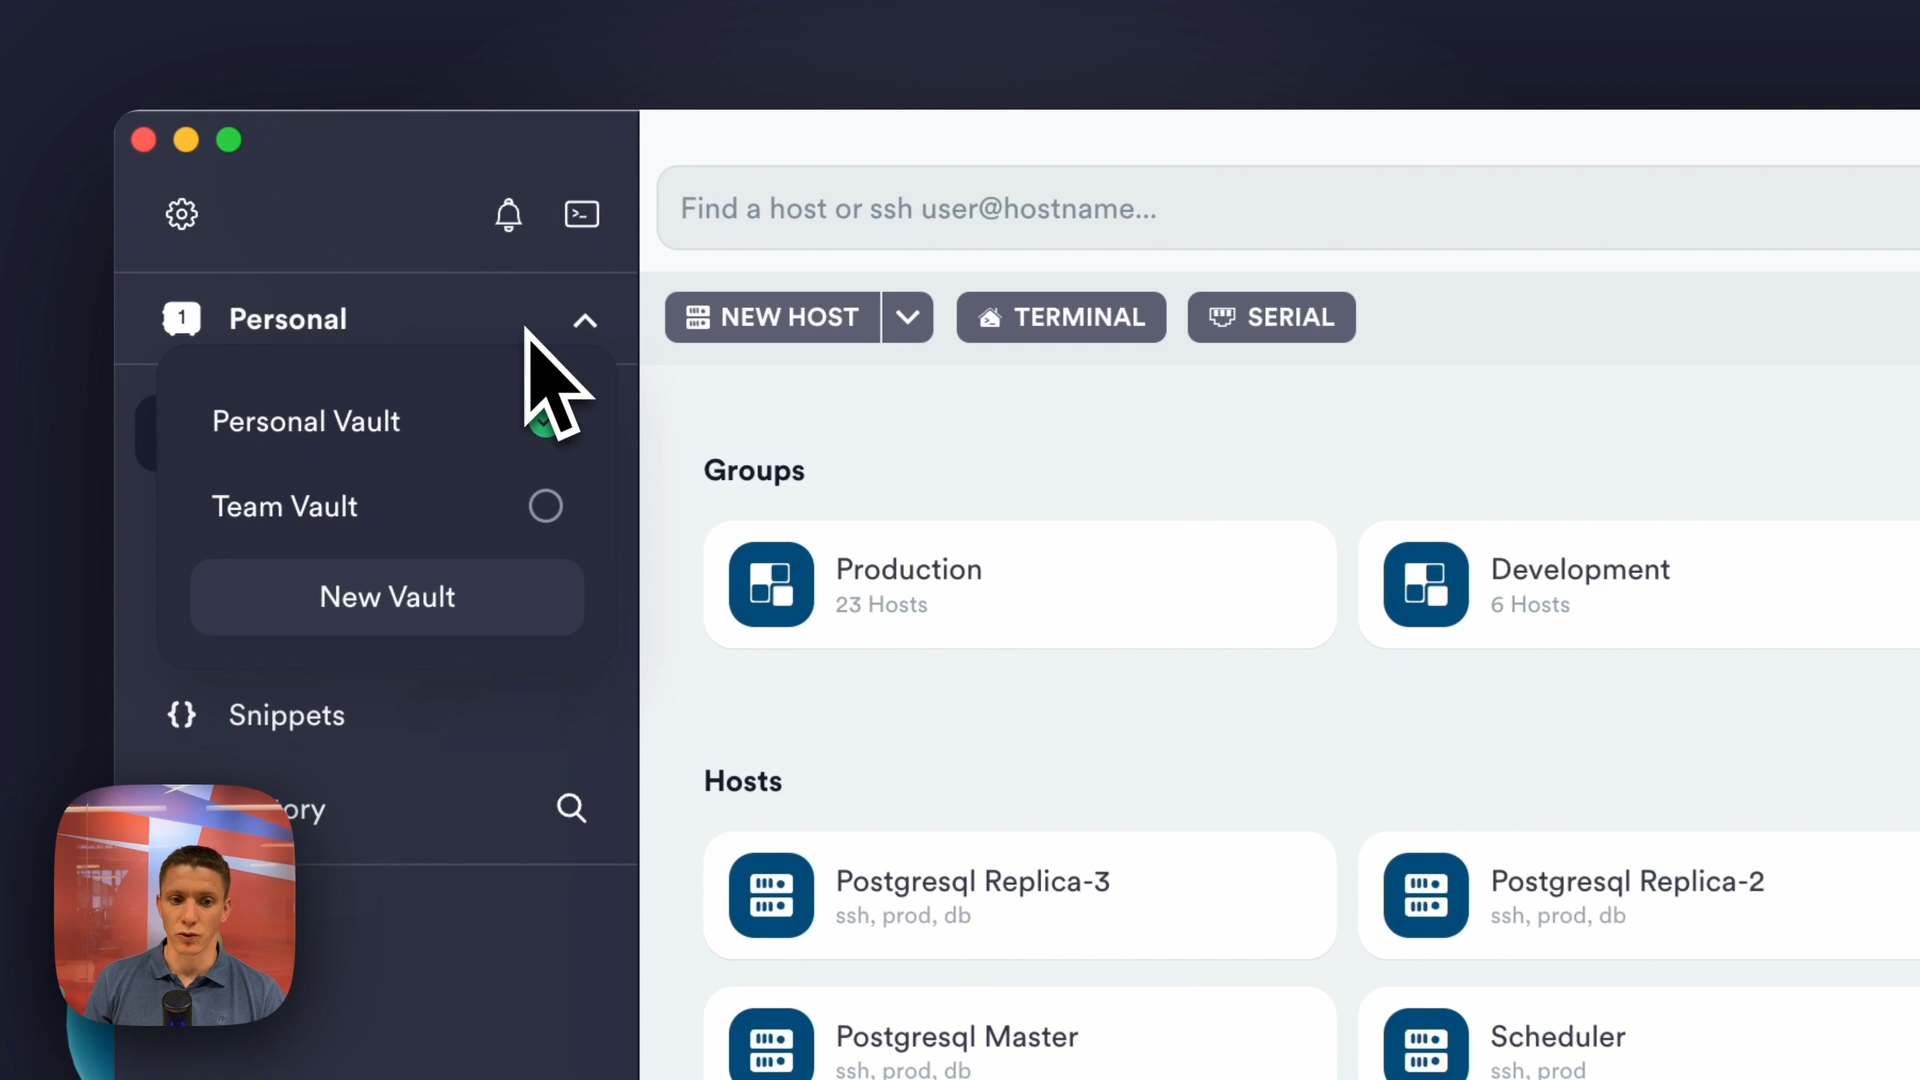 Find a host or ssh user@hostname...
1 Personal
NEW HOST
TERMINAL
SERIAL
Personal Vault
Team Vault
New Vault
Snippets
ory
Groups
Production
23 Hosts
Development
6 Hosts
Hosts
Postgresql Replica-3
ssh, prod, db
Postgresql Replica-2
ssh, prod, db
Postgresql Master
ssh, prod, db
Scheduler
ssh, prod